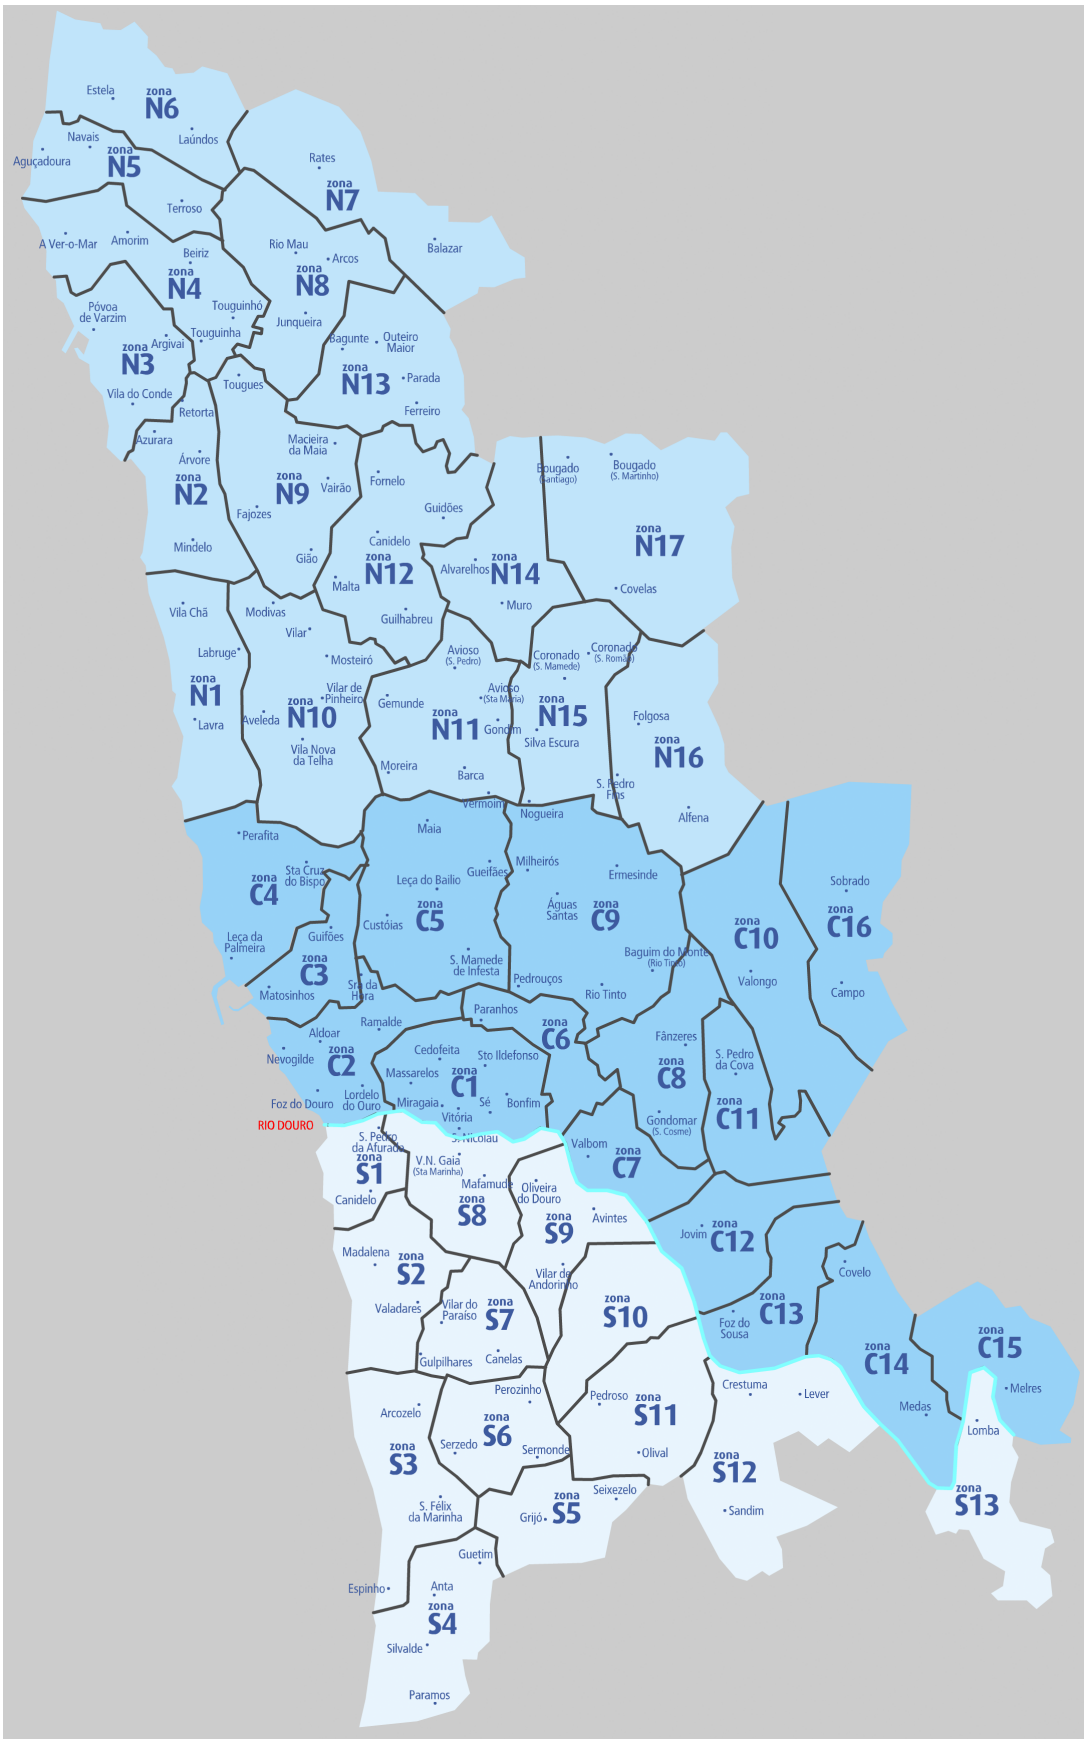 Estela
zona
N6
Laúndos
Navais
Aguçadoura
zona
N5
Terroso
Rates
zona
N7
Balazar
A Ver-o-Mar
Amorim
Beiriz
zona
N4
Touguinhó
Touguinha
Rio Mau
Arcos
zona
N8
Junqueira
Póvoa
de Varzim
Argivai
zona
N3
Vila do Conde
Bagunte
Outeiro
Maior
zona
N13
Parada
Ferreiro
Tougues
Retorta
Azurara
Árvore
zona
N2
Mindelo
Macieira
da Maia
zona
N9
Vairão
Fajozes
Gião
Fornelo
Guidões
Canidelo
zona
N12
Malta
Guilhabreu
Bougado
(Santiago)
Bougado
(S. Martinho)
zona
N17
Covelas
Alvarelhos
zona
N14
Muro
Vila Chã
Labruge
zona
N1
Lavra
Modivas
Vilar
Mosteiró
Vilar de
Pinheiro
zona
N10
Aveleda
Vila Nova
da Telha
Avioso
(S. Pedro)
Avioso
(Sta Maria)
Gemunde
zona
N11
Gondim
Moreira
Barca
Vermoim
Coronado
(S. Mamede)
Coronado
(S. Romão)
zona
N15
Silva Escura
Folgosa
zona
N16
S. Pedro
Fins
Alfena
Nogueira
Perafita
Sta Cruz
do Bispo
zona
C4
Leça da
Palmeira
Maia
Gueifães
Leça do Bailio
zona
C5
Custóias
S. Mamede
de Infesta
Milheirós
Ermesinde
Águas
Santas
zona
C9
Baguim do Monte
(Rio Tinto)
Pedrouços
Rio Tinto
zona
C10
Valongo
Sobrado
zona
C16
Campo
Guifões
zona
C3
Matosinhos
Sra da
Hora
Ramalde
Aldoar
Nevogilde
zona
C2
Foz do Douro
Lordelo
do Ouro
Paranhos
zona
C6
Cedofeita
Sto Ildefonso
Massarelos
zona
C1
Miragaia
Sé
Bonfim
Vitória
S. Nicolau
Fânzeres
zona
C8
Gondomar
(S. Cosme)
S. Pedro
da Cova
zona
C11
Valbom
zona
C7
RIO DOURO
S. Pedro
da Afurada
zona
S1
Canidelo
V.N. Gaia
(Sta Marinha)
Mafamude
zona
S8
Oliveira
do Douro
zona
S9
Avintes
Vilar de
Andorinho
Jovim
zona
C12
Covelo
Madalena
zona
S2
Valadares
Vilar do
Paraíso
zona
S7
Gulpilhares
Canelas
zona
S10
Foz do
Sousa
zona
C13
zona
C14
Medas
zona
C15
Melres
Crestuma
Lever
Lomba
zona
S13
Arcozelo
zona
S3
S. Félix
da Marinha
Perozinho
zona
S6
Serzedo
Sermonde
Pedroso
zona
S11
Olival
zona
S12
Sandim
Seixezelo
zona
S5
Grijó
Guetim
Espinho
Anta
zona
S4
Silvalde
Paramos